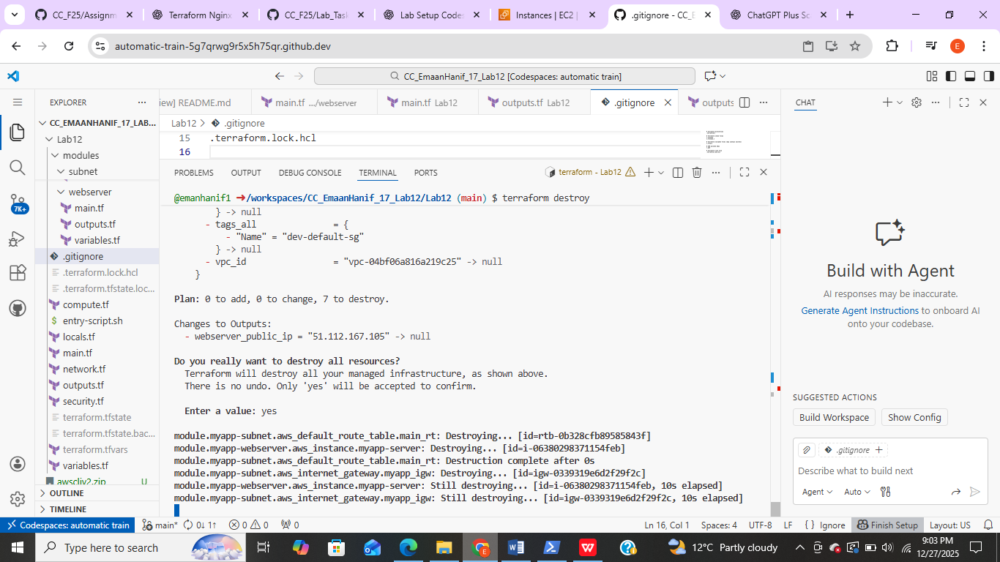 CC_F25/Assignm
Terraform Nginx
CC_F25/Lab_Task
Lab Setup Codes
Instances | EC2 |
.gitignore - CC_E
ChatGPT Plus Sc
automatic-train-5g7qrwg9r5x5h75qr.github.dev
E
CC_EmaanHanif_17_Lab12 [Codespaces: automatic train]
EXPLORER
iew] README.md
main.tf .../webserver
main.tf Lab12
outputs.tf Lab12
.gitignore
outputs
CHAT
CC_EMAANHANIF_17_LAB...
Lab12
modules
subnet
webserver
main.tf
outputs.tf
variables.tf
.gitignore
.terraform.lock.hcl
.terraform.tfstate.loc...
compute.tf
entry-script.sh
locals.tf
main.tf
network.tf
outputs.tf
security.tf
terraform.tfstate
terraform.tfstate.bac...
terraform.tfvars
variables.tf
awscliv2.zip U
OUTLINE
TIMELINE
7K+
Lab12 > .gitignore
15 .terraform.lock.hcl
16
PROBLEMS OUTPUT DEBUG CONSOLE TERMINAL PORTS
terraform - Lab12
@emanhanif1 ➜/workspaces/CC_EmaanHanif_17_Lab12/Lab12 (main) $ terraform destroy
} -> null
- tags_all = {
- "Name" = "dev-default-sg"
} -> null
- vpc_id = "vpc-04bf06a816a219c25" -> null
}
Plan: 0 to add, 0 to change, 7 to destroy.
Changes to Outputs:
- webserver_public_ip = "51.112.167.105" -> null
Do you really want to destroy all resources?
Terraform will destroy all your managed infrastructure, as shown above.
There is no undo. Only 'yes' will be accepted to confirm.
Enter a value: yes
module.myapp-subnet.aws_default_route_table.main_rt: Destroying... [id=rtb-0b328cfb89585843f]
module.myapp-webserver.aws_instance.myapp-server: Destroying... [id=i-06380298371154feb]
module.myapp-subnet.aws_default_route_table.main_rt: Destruction complete after 0s
module.myapp-subnet.aws_internet_gateway.myapp_igw: Destroying... [id=igw-0339319e6d2f29f2c]
module.myapp-webserver.aws_instance.myapp-server: Still destroying... [id=i-06380298371154feb, 10s elapsed]
module.myapp-subnet.aws_internet_gateway.myapp_igw: Still destroying... [id=igw-0339319e6d2f29f2c, 10s elapsed]
Build with Agent
AI responses may be inaccurate.
Generate Agent Instructions to onboard AI
onto your codebase.
SUGGESTED ACTIONS
Build Workspace
Show Config
.gitignore
Describe what to build next
Agent
Auto
Codespaces: automatic train
main*
0↓ 1↑
0
0
0
Ln 16, Col 1
Spaces: 4
UTF-8
LF
{ } Ignore
Finish Setup
Layout: US
Type here to search
12°C Partly cloudy
9:03 PM
12/27/2025